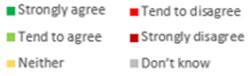 Strongly agree Tend to disagree
Tend to agree Strongly disagree
Neither Don't know